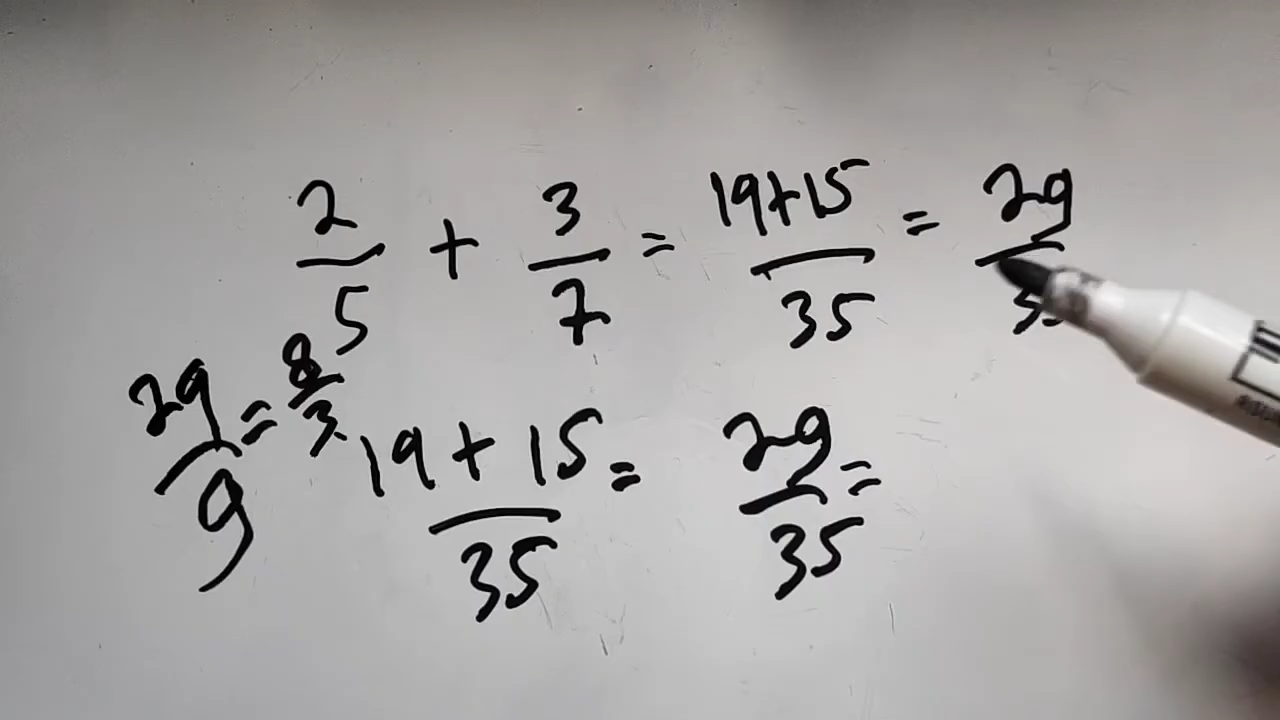 2/5 + 3/7 = 19+15/35 = 29/35
29/9 = 8/3
19 + 15/35 = 29/35 =